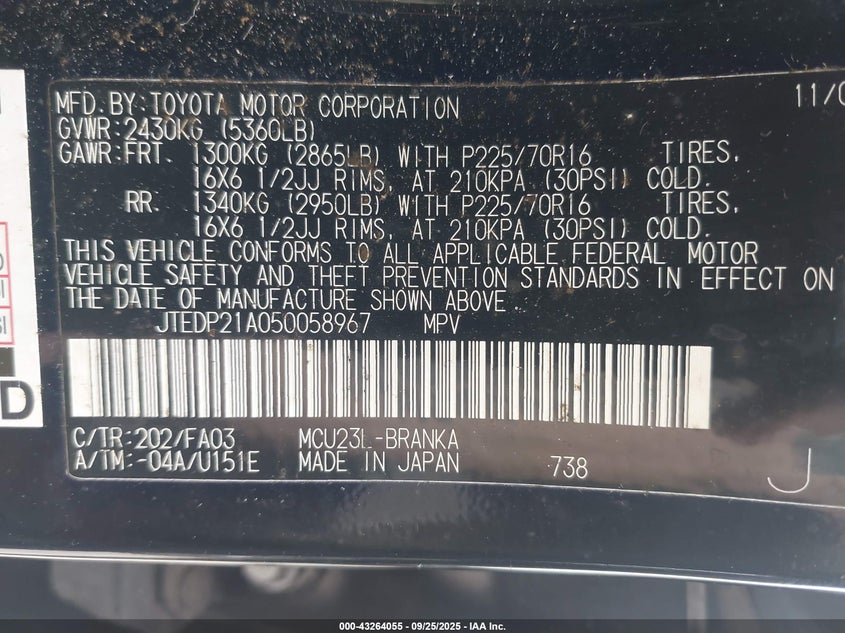 MFD. BY: TOYOTA MOTOR CORPORATION 11/0
GVWR: 2430KG (5360LB)
GAWR: FRT. 1300KG (2865LB) WITH P225/70R16 TIRES,
16X6 1/2JJ RIMS, AT 210KPA (30PSI) COLD.
RR. 1340KG (2950LB) WITH P225/70R16 TIRES,
16X6 1/2JJ RIMS, AT 210KPA (30PSI) COLD.
THIS VEHICLE CONFORMS TO ALL APPLICABLE FEDERAL MOTOR
VEHICLE SAFETY AND THEFT PREVENTION STANDARDS IN EFFECT ON
THE DATE OF MANUFACTURE SHOWN ABOVE.
JTEDP21A050058967 MPV
C/TR: 202/FA03 MCU23L-BRANKA
A/TM: -04A/U151E MADE IN JAPAN 738
J
D
000-43264055 - 09/25/2025 - IAA Inc.